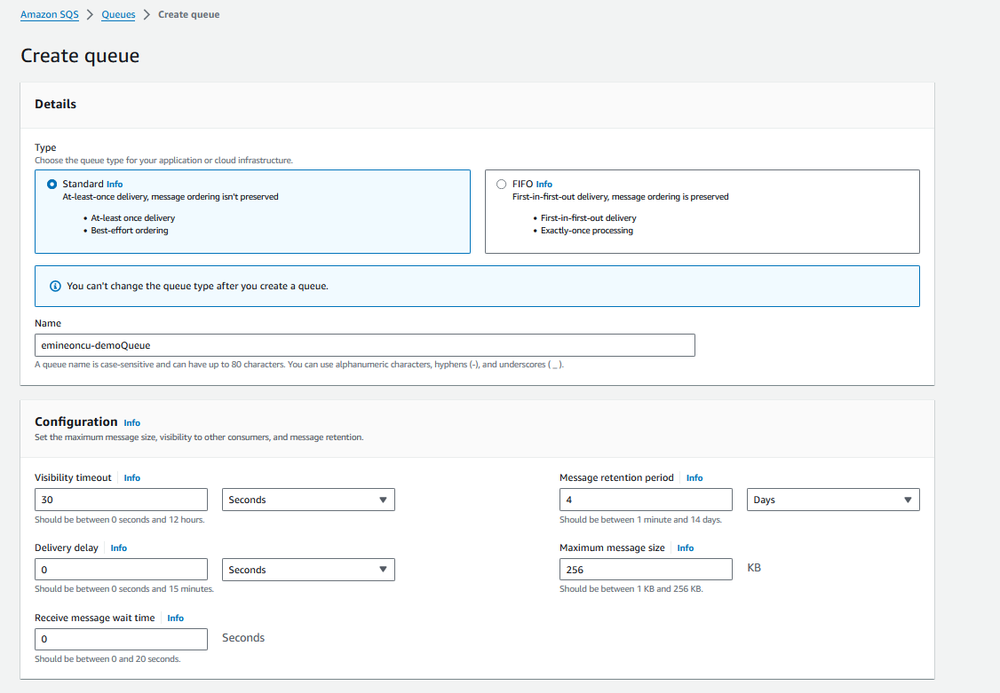 Amazon SQS > Queues > Create queue
Create queue
Details
Type
Choose the queue type for your application or cloud infrastructure.
Standard Info
At-least-once delivery, message ordering isn't preserved
• At-least once delivery
• Best-effort ordering
FIFO Info
First-in-first-out delivery, message ordering is preserved
• First-in-first-out delivery
• Exactly-once processing
You can't change the queue type after you create a queue.
Name
emineoncu-demoQueue
A queue name is case-sensitive and can have up to 80 characters. You can use alphanumeric characters, hyphens (-), and underscores ( _ ).
Configuration Info
Set the maximum message size, visibility to other consumers, and message retention.
Visibility timeout Info
30 Seconds
Should be between 0 seconds and 12 hours.
Message retention period Info
4 Days
Should be between 1 minute and 14 days.
Delivery delay Info
0 Seconds
Should be between 0 seconds and 15 minutes.
Maximum message size Info
256 KB
Should be between 1 KB and 256 KB.
Receive message wait time Info
0 Seconds
Should be between 0 and 20 seconds.